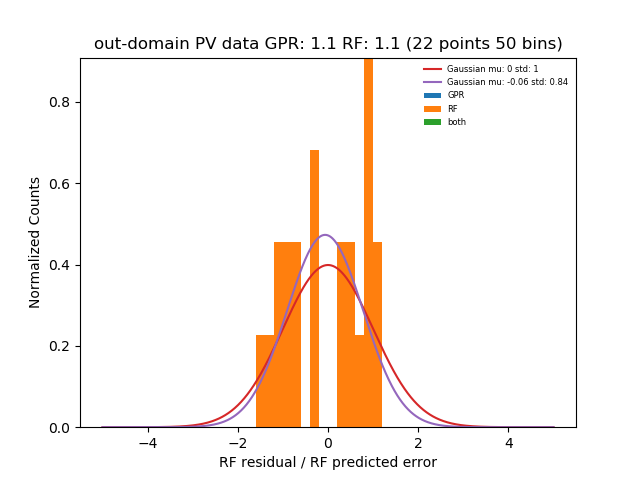 out-domain PV data GPR: 1.1 RF: 1.1 (22 points 50 bins)
Gaussian mu: 0 std: 1
Gaussian mu: -0.06 std: 0.84
GPR
RF
both
Normalized Counts
0.8
0.6
0.4
0.2
0.0
−4 −2 0 2 4
RF residual / RF predicted error